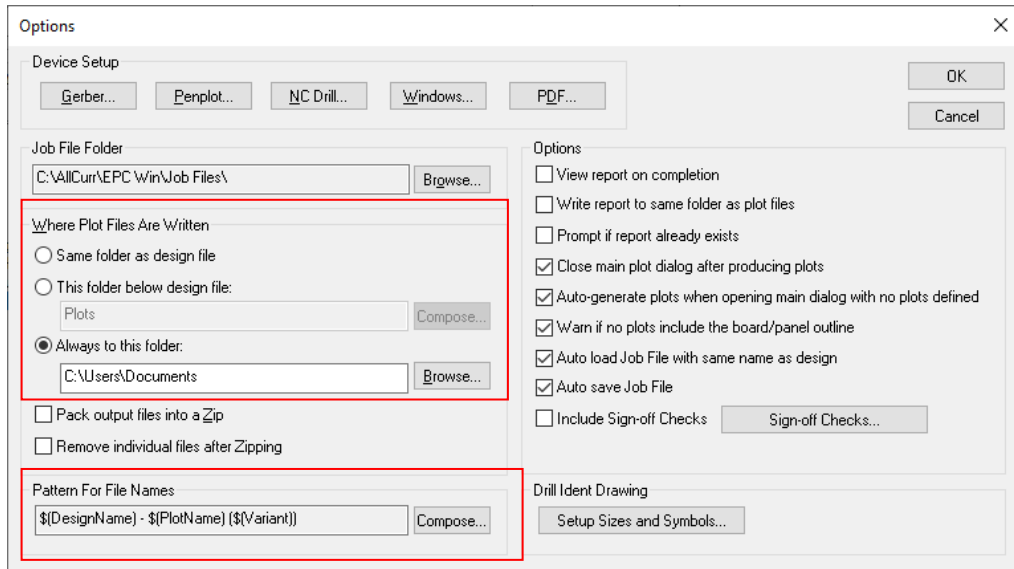 Options
Device Setup
Gerber... Penplot... NC Drill... Windows... PDF...
OK
Cancel
Job File Folder
C:\AllCurr\EPC Win\Job Files\ Browse...
Where Plot Files Are Written
Same folder as design file
This folder below design file:
Plots Compose...
Always to this folder:
C:\Users\Documents Browse...
Pack output files into a Zip
Remove individual files after Zipping
Pattern For File Names
$(DesignName) - $(PlotName) ($(Variant)) Compose...
Options
View report on completion
Write report to same folder as plot files
Prompt if report already exists
Close main plot dialog after producing plots
Auto-generate plots when opening main dialog with no plots defined
Warn if no plots include the board/panel outline
Auto load Job File with same name as design
Auto save Job File
Include Sign-off Checks Sign-off Checks...
Drill Ident Drawing
Setup Sizes and Symbols...